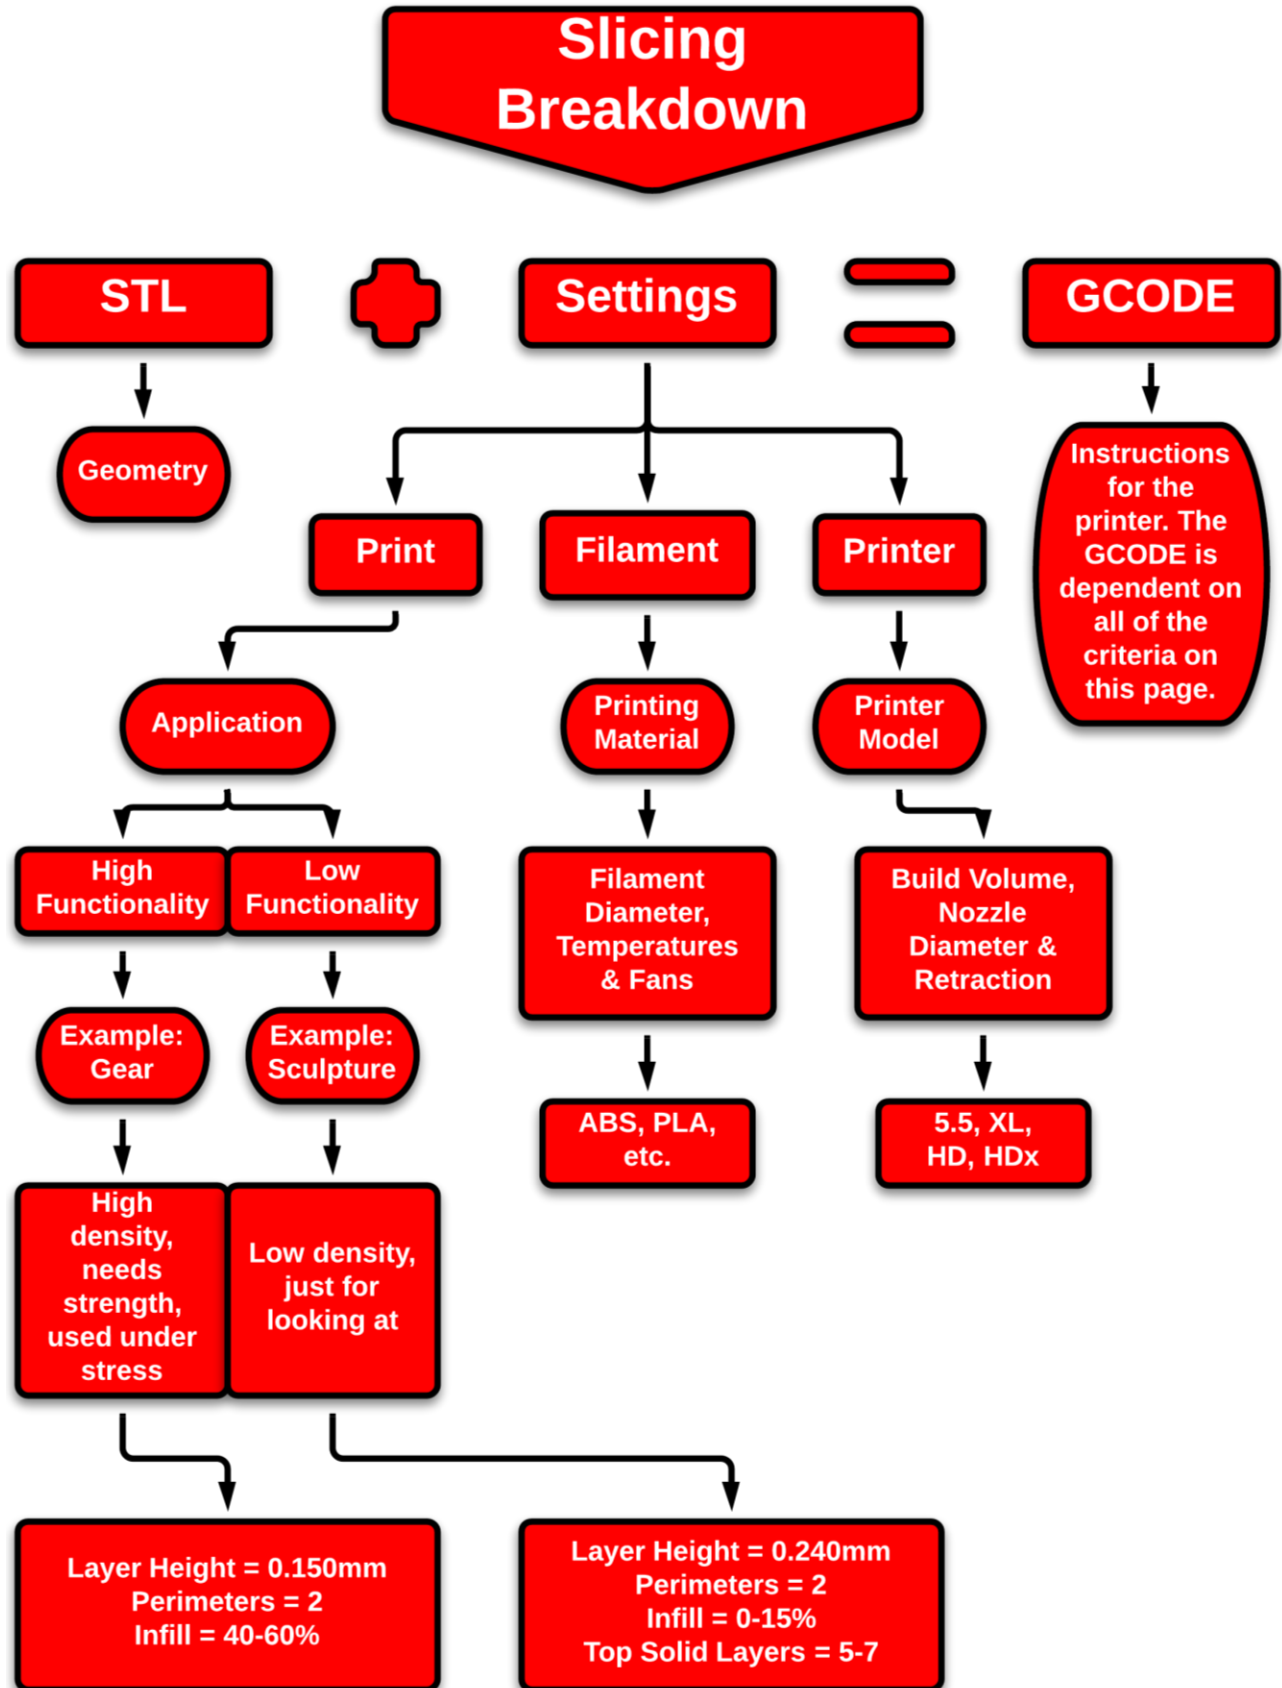 Slicing
Breakdown
STL
Settings
GCODE
Geometry
Instructions
for the
printer. The
GCODE is
dependent on
all of the
criteria on
this page.
Print
Filament
Printer
Application
Printing
Material
Printer
Model
High
Functionality
Low
Functionality
Filament
Diameter,
Temperatures
& Fans
Build Volume,
Nozzle
Diameter &
Retraction
Example:
Gear
Example:
Sculpture
ABS, PLA,
etc.
5.5, XL,
HD, HDx
High
density,
needs
strength,
used under
stress
Low density,
just for
looking at
Layer Height = 0.150mm
Perimeters = 2
Infill = 40-60%
Layer Height = 0.240mm
Perimeters = 2
Infill = 0-15%
Top Solid Layers = 5-7